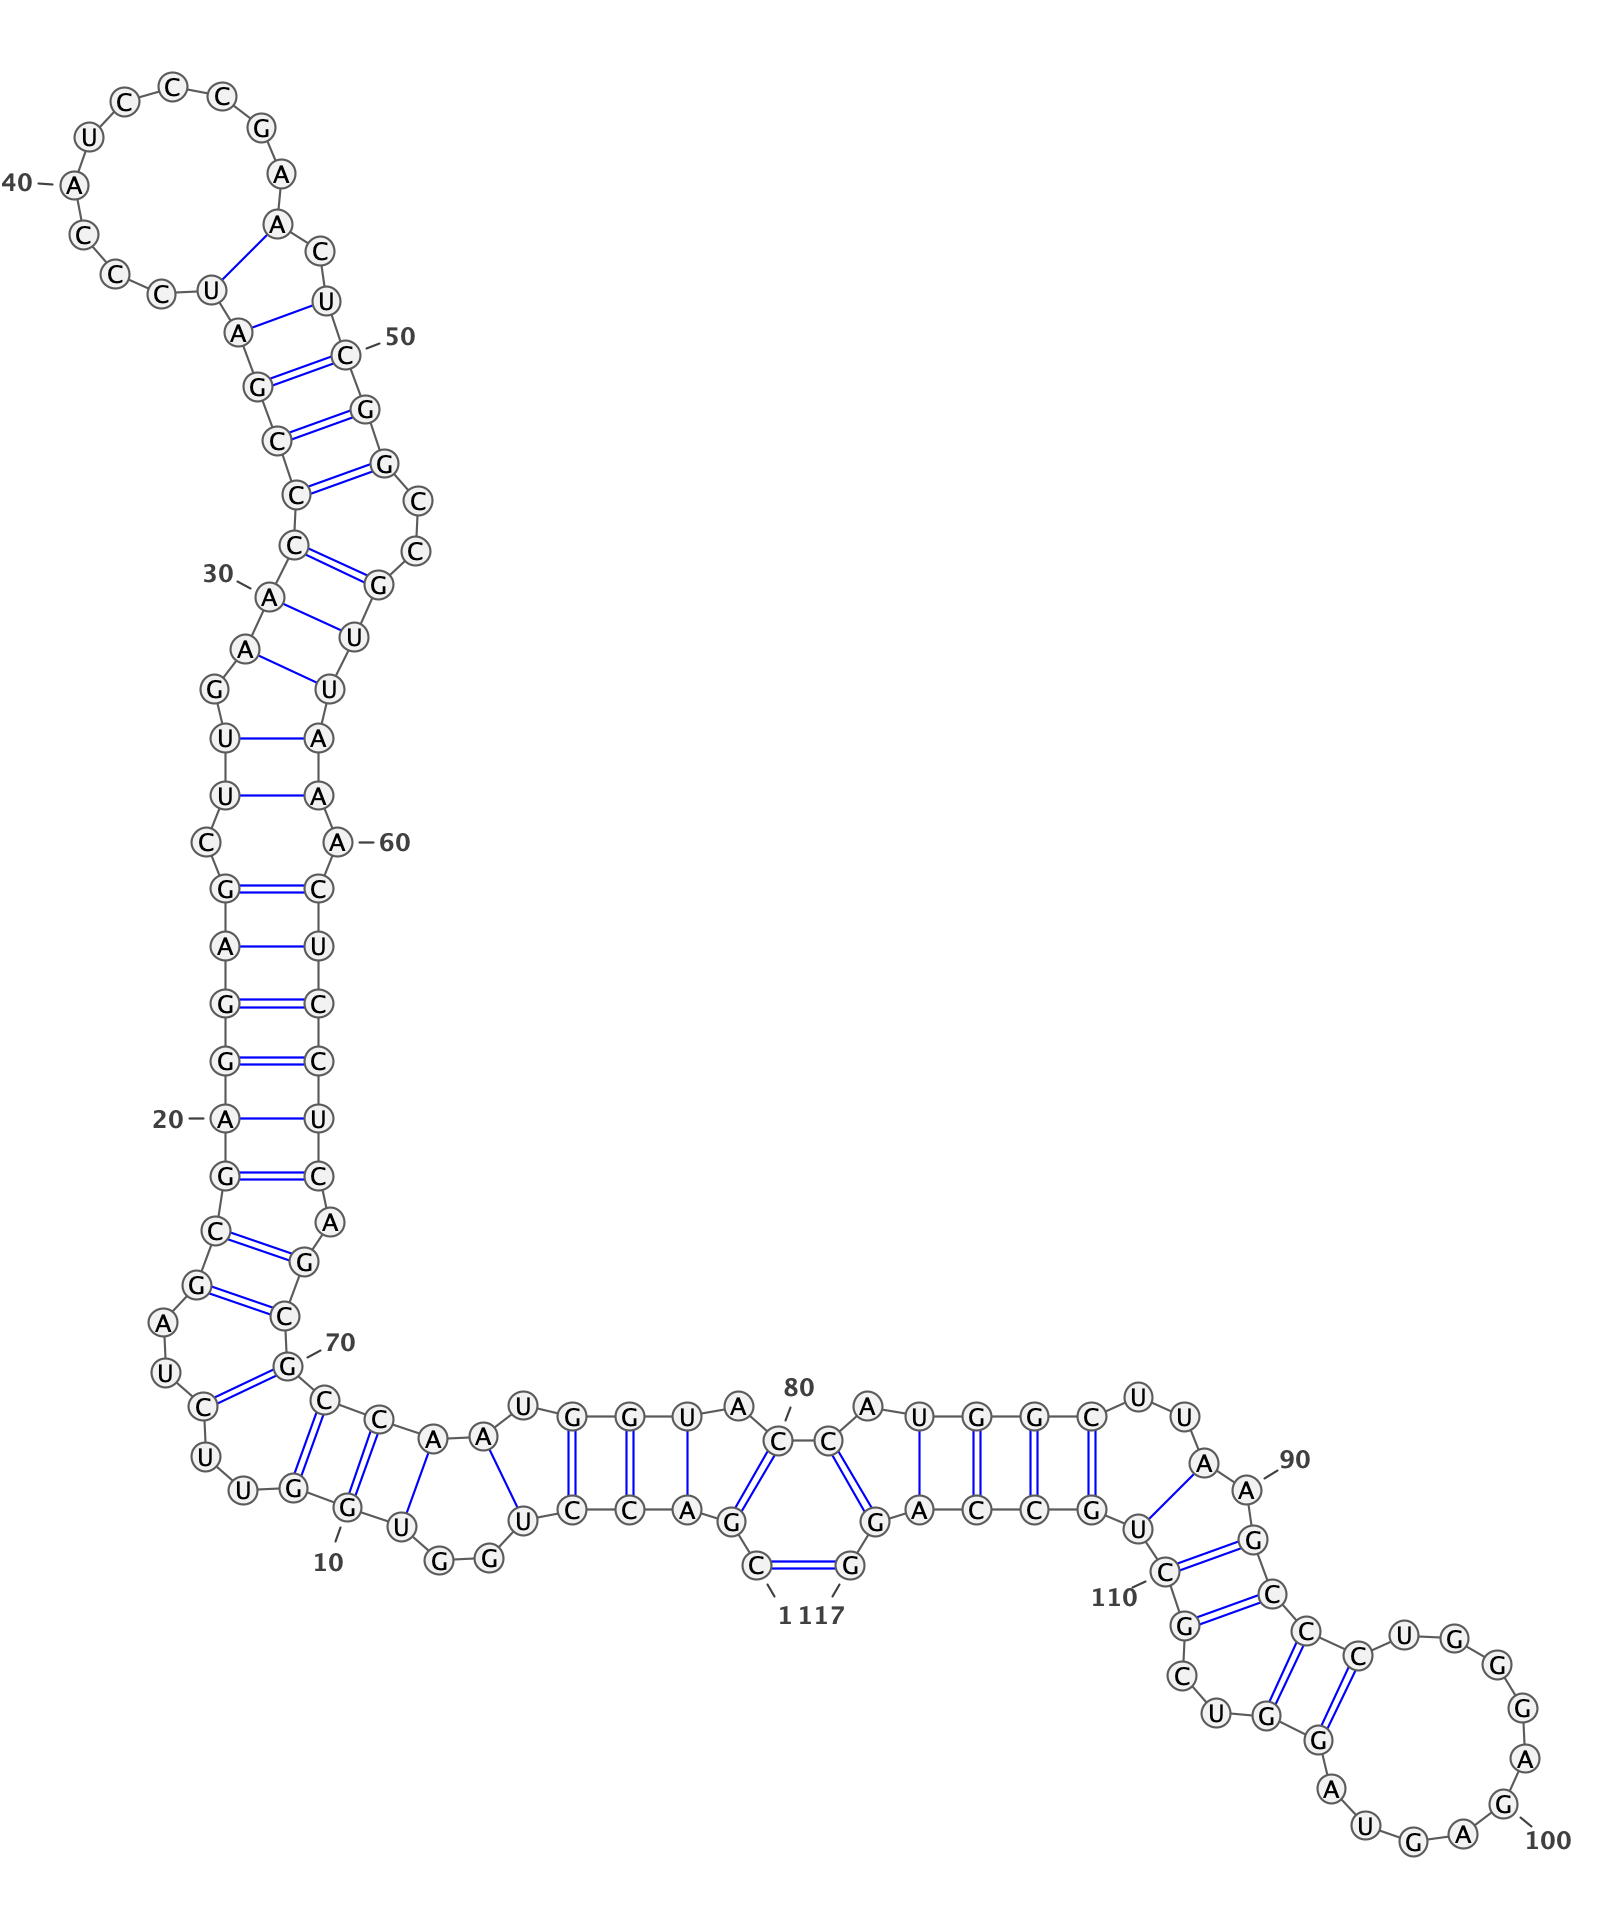 C C C
U G
A
40 A
A
C C
C C U U
A 50
C
G G
C G
C C
C C
30 G
A U
A U
G
U A
U A
C A 60
G C
A U
G C
G C
20 A U
G C
C A
G
G C
A 70 80 U
U G C C A A U G G U A C C A U G G C U A A 90
C G
U U G G U U C C A G G A C C G U C C
10 G G C G 110 G C C U G
1 117 C G
U G G
G A
A G
U G A 100